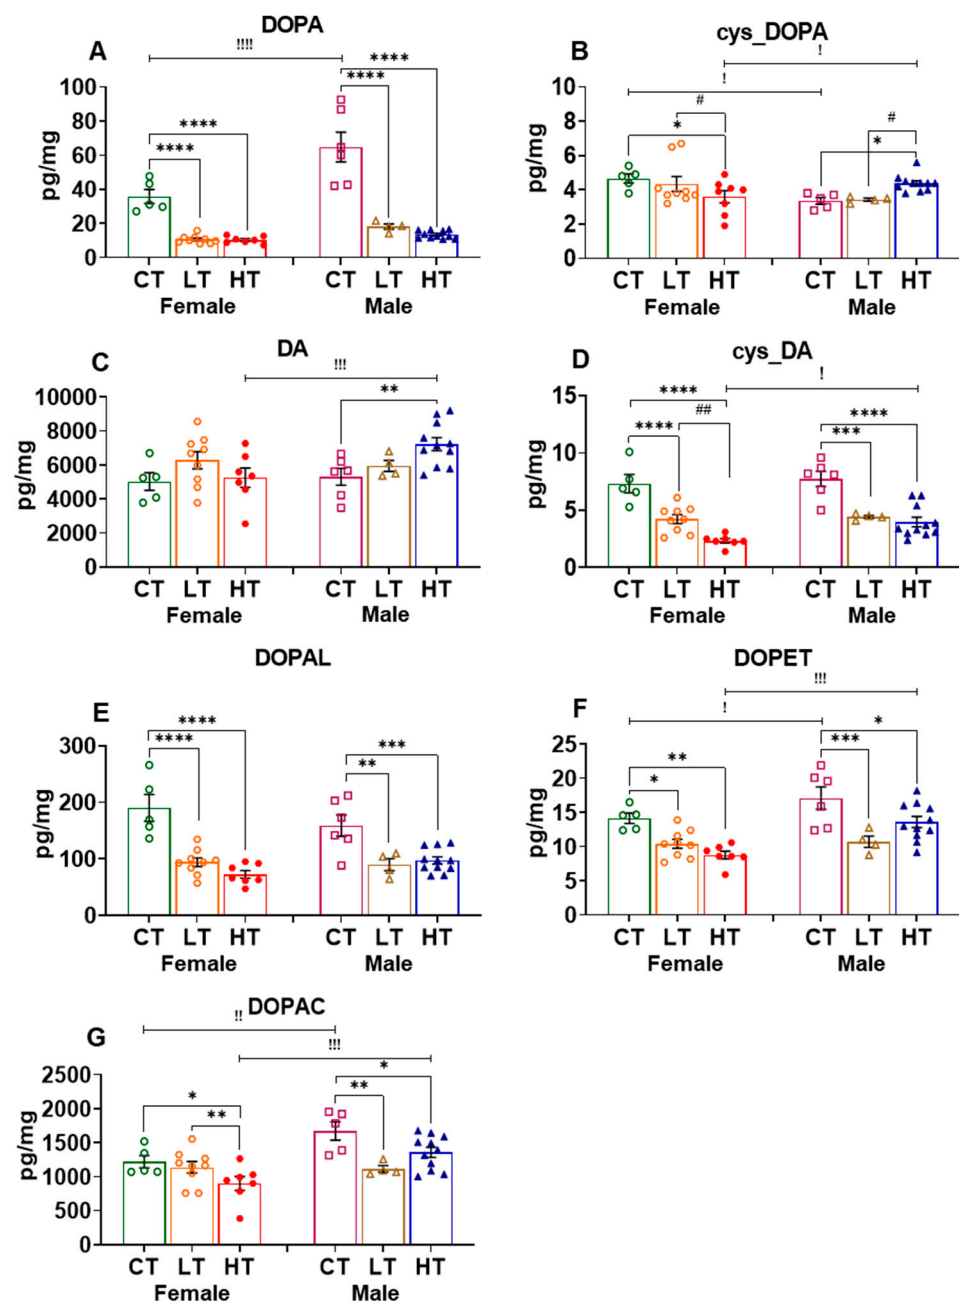 DOPA
A
!!!!
****
****
****
****
pg/mg
100
80
60
40
20
0
CT LT HT CT LT HT
Female Male
cys_DOPA
B
!
!
#
*
#
*
pg/mg
10
8
6
4
2
0
CT LT HT CT LT HT
Female Male
DA
C
!!!
**
pg/mg
10000
8000
6000
4000
2000
0
CT LT HT CT LT HT
Female Male
cys_DA
D
!
****
##
****
****
***
pg/mg
15
10
5
0
CT LT HT CT LT HT
Female Male
DOPAL
E
****
****
***
**
pg/mg
300
200
100
0
CT LT HT CT LT HT
Female Male
DOPET
F
!!!
!
**
*
*
***
pg/mg
25
20
15
10
5
0
CT LT HT CT LT HT
Female Male
DOPAC
G
!!
!!!
*
**
*
**
pg/mg
2500
2000
1500
1000
500
0
CT LT HT CT LT HT
Female Male